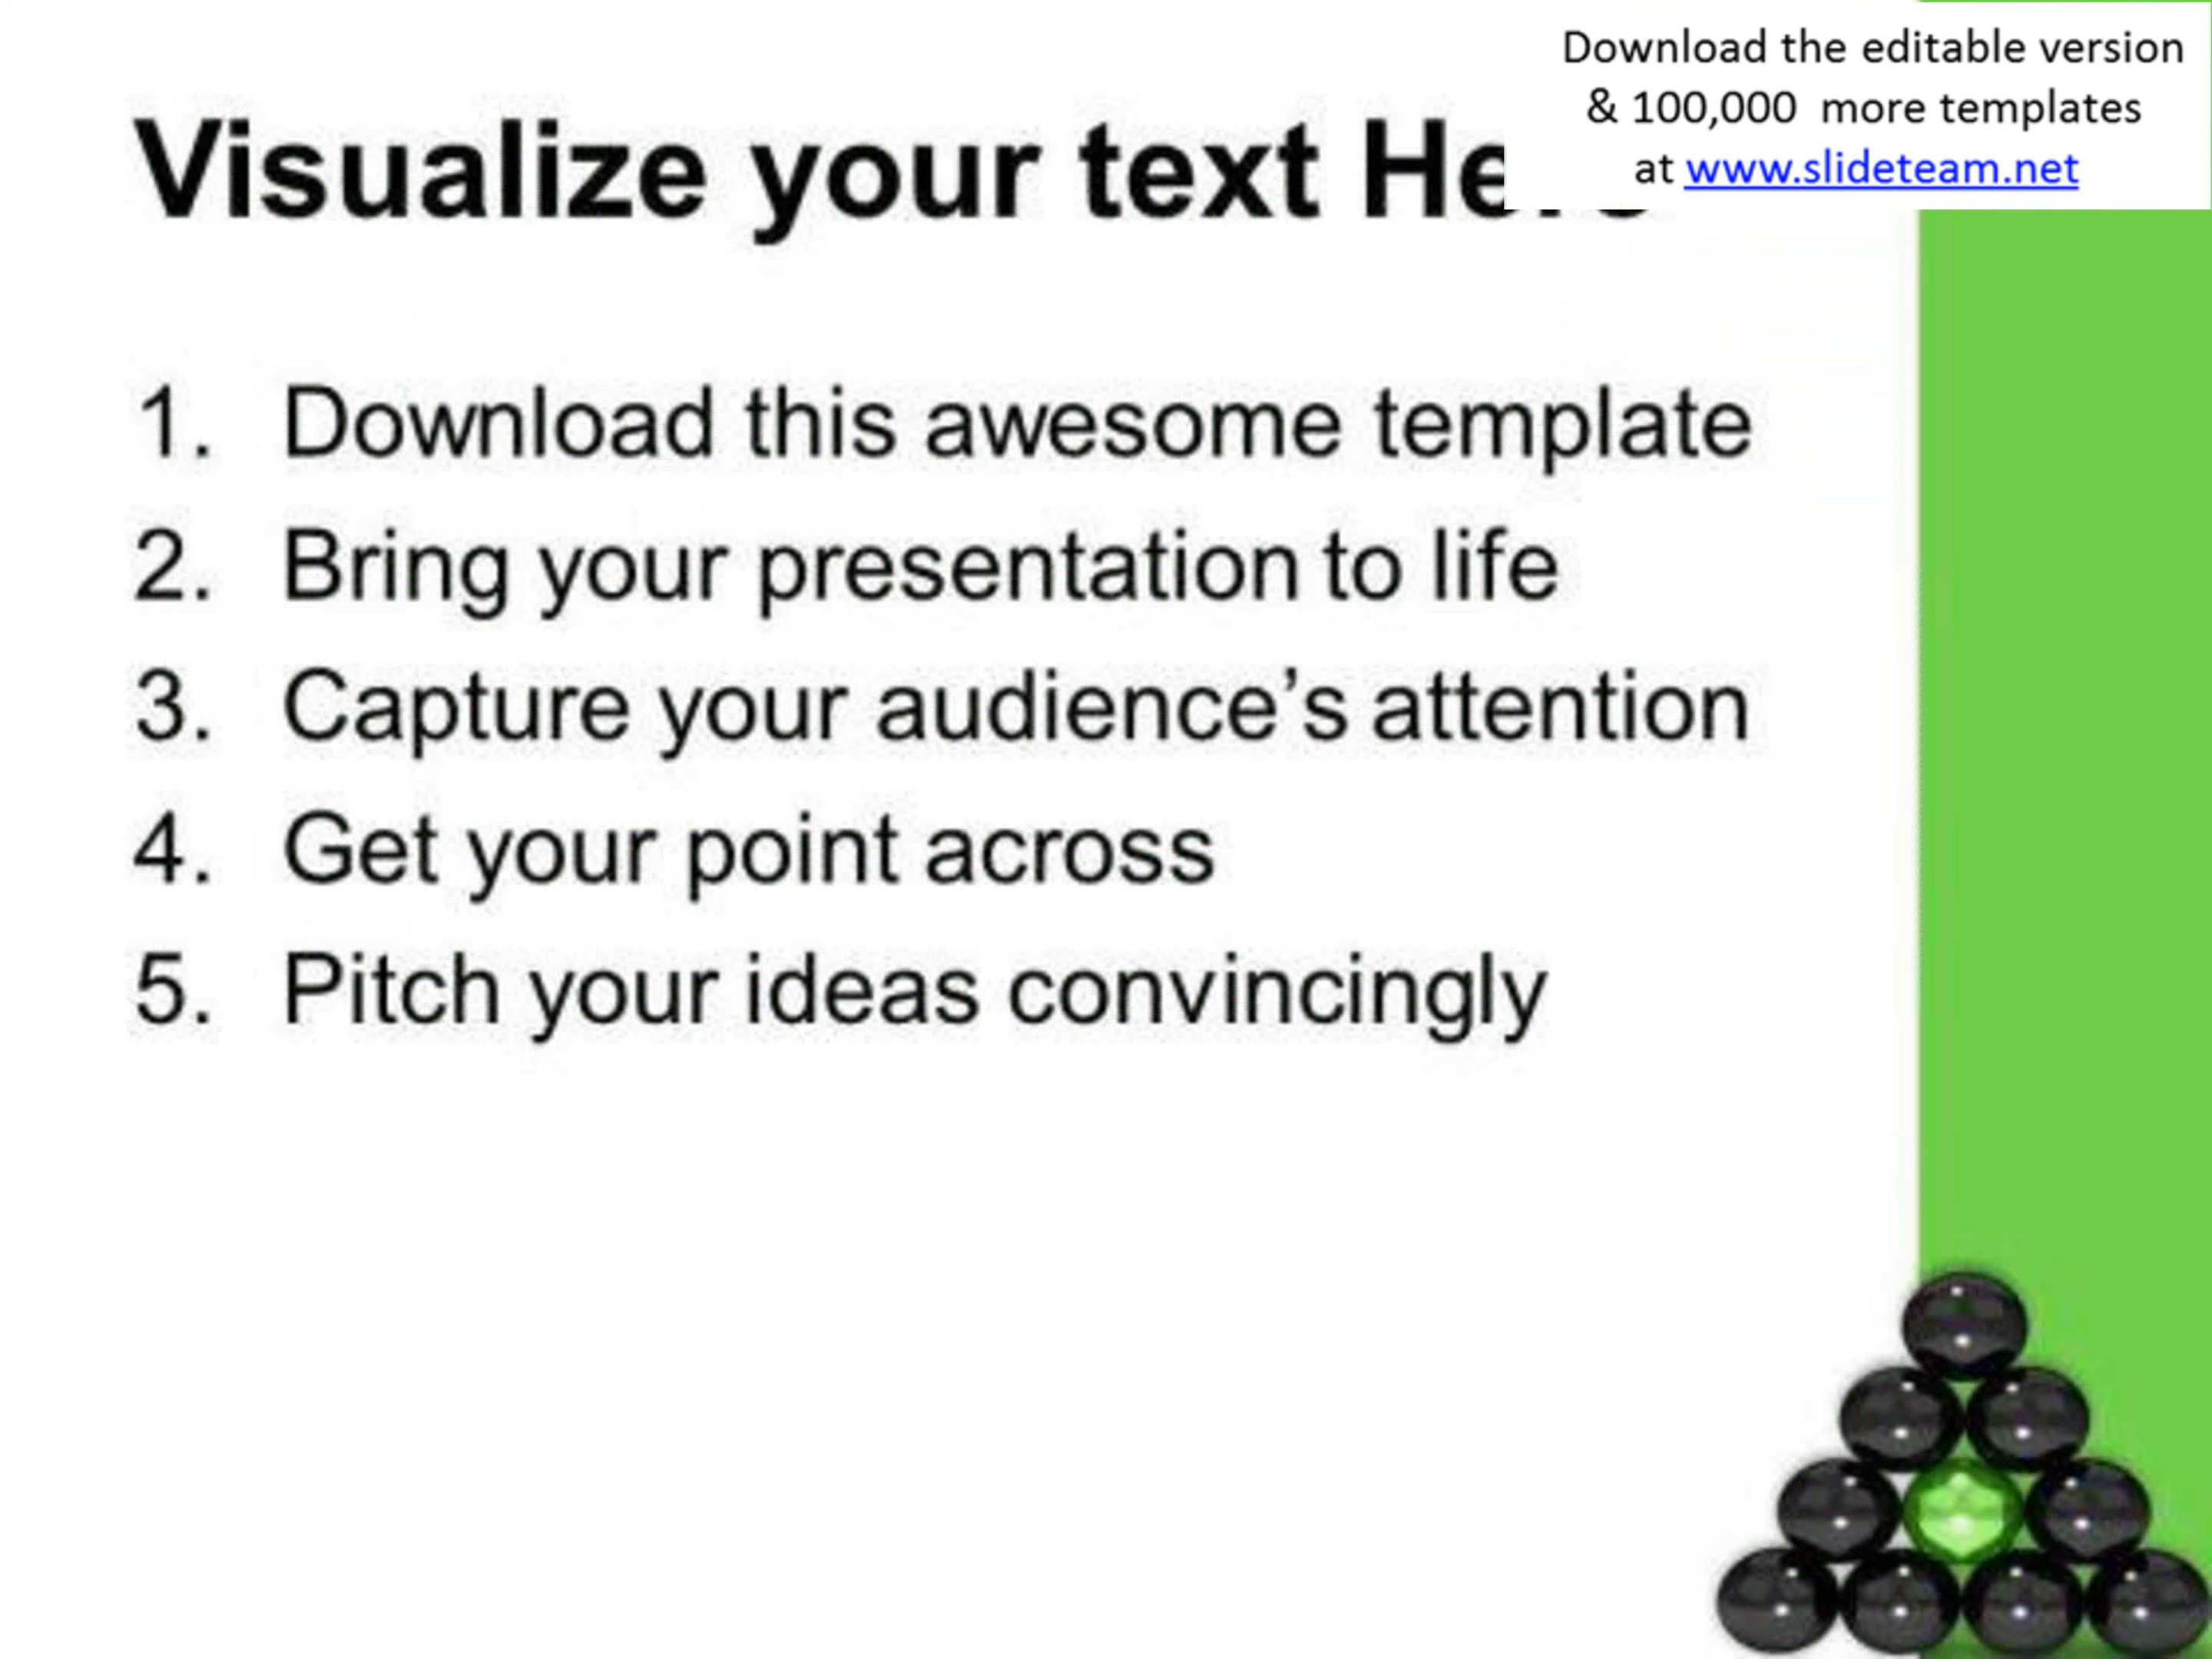 Download the editable version
& 100,000 more templates
at www.slideteam.net
Visualize your text
1. Download this awesome template
2. Bring your presentation to life
3. Capture your audience’s attention
4. Get your point across
5. Pitch your ideas convincingly